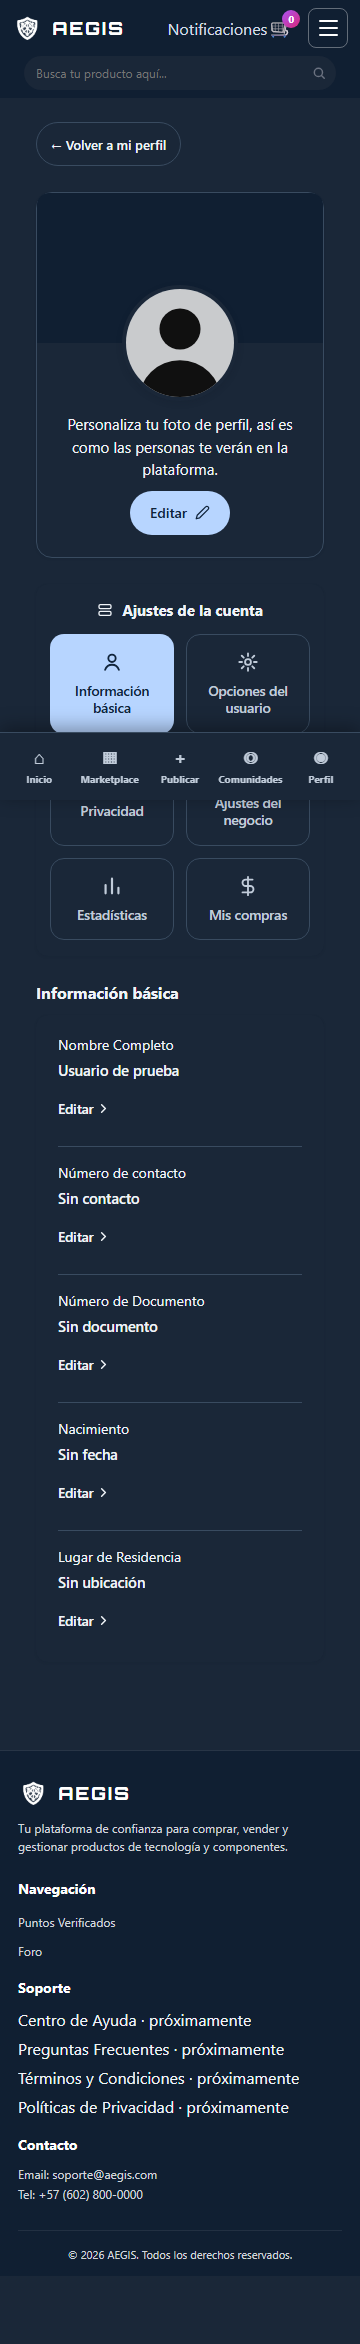 AEGIS
Notificaciones
0
Busca tu producto aquí...
← Volver a mi perfil
Personaliza tu foto de perfil, así es
como las personas te verán en la
plataforma.
Editar
Ajustes de la cuenta
Información
básica
Opciones del
usuario
Inicio
Marketplace
+
Publicar
Comunidades
Perfil
Privacidad
Ajustes del
negocio
Estadísticas
Mis compras
Información básica
Nombre Completo
Usuario de prueba
Editar >
Número de contacto
Sin contacto
Editar >
Número de Documento
Sin documento
Editar >
Nacimiento
Sin fecha
Editar >
Lugar de Residencia
Sin ubicación
Editar >
AEGIS
Tu plataforma de confianza para comprar, vender y
gestionar productos de tecnología y componentes.
Navegación
Puntos Verificados
Foro
Soporte
Centro de Ayuda · próximamente
Preguntas Frecuentes · próximamente
Términos y Condiciones · próximamente
Políticas de Privacidad · próximamente
Contacto
Email: soporte@aegis.com
Tel: +57 (602) 800-0000
© 2026 AEGIS. Todos los derechos reservados.